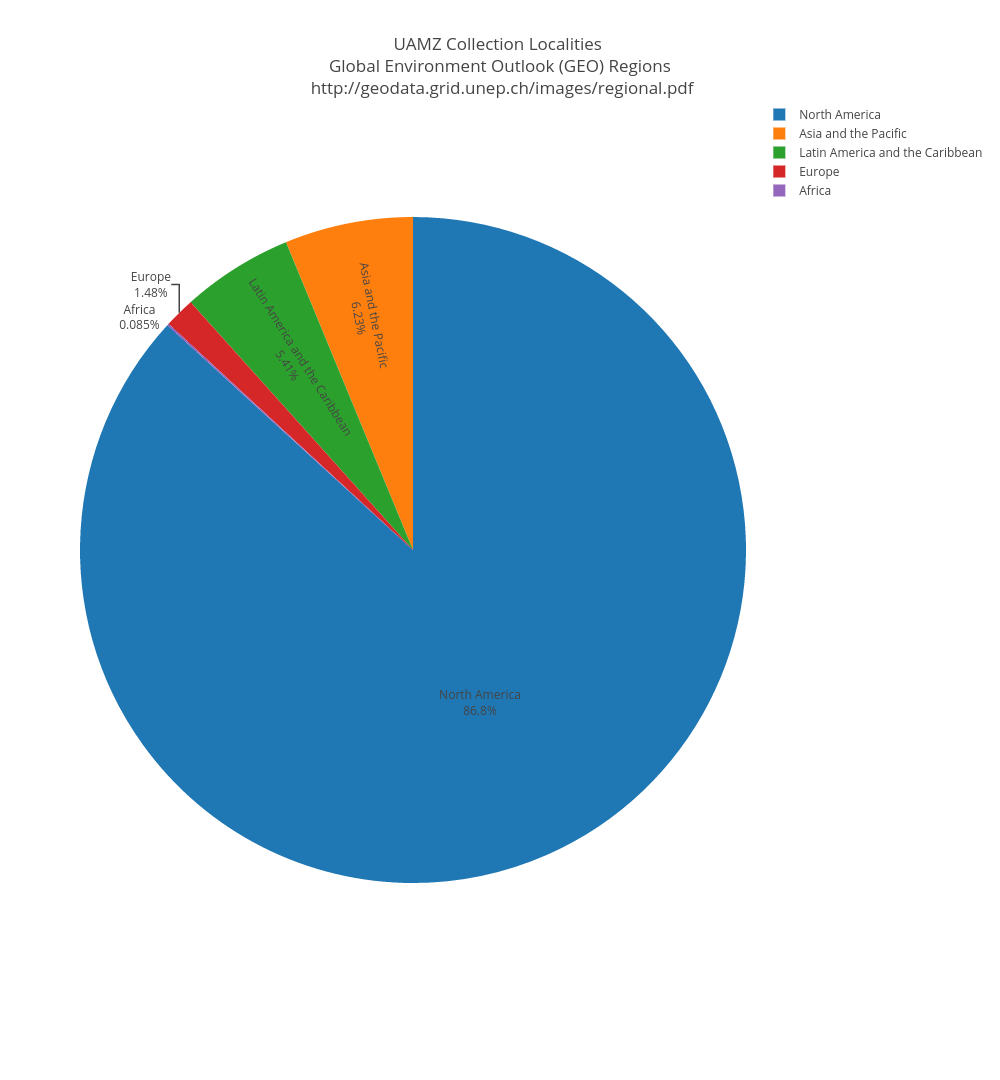 UAMZ Collection Localities
Global Environment Outlook (GEO) Regions
http://geodata.grid.unep.ch/images/regional.pdf
North America
Asia and the Pacific
Latin America and the Caribbean
Europe
Africa
Europe
1.48%
Africa
0.085%
Latin America and the Caribbean
5.41%
Asia and the Pacific
6.23%
North America
86.8%